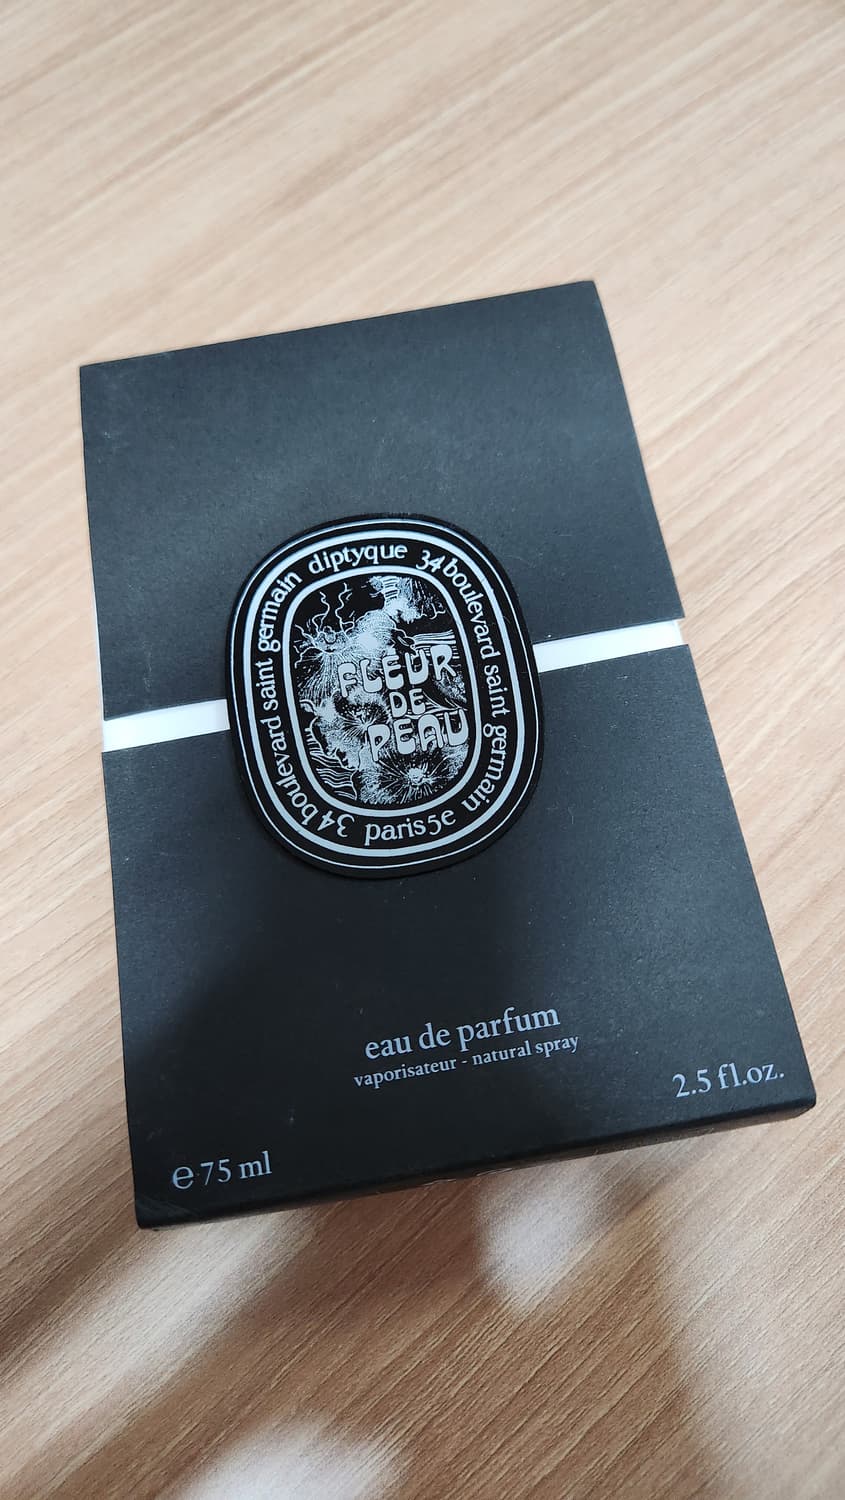 diptyque 34 boulevard saint germain paris 5e 34 boulevard saint germain
FLEUR
DE
PEAU
eau de parfum
vaporisateur - natural spray
2.5 fl.oz.
e 75 ml